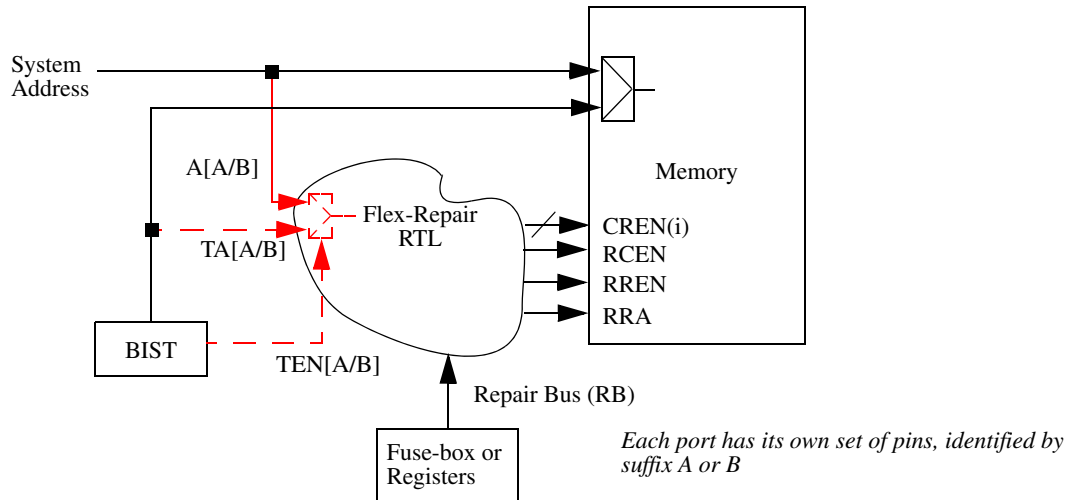 System
Address
A[A/B]
Memory
Flex-Repair
RTL
CREN(i)
TA[A/B]
RCEN
RREN
RRA
BIST
TEN[A/B]
Repair Bus (RB)
Fuse-box or
Registers
Each port has its own set of pins, identified by
suffix A or B